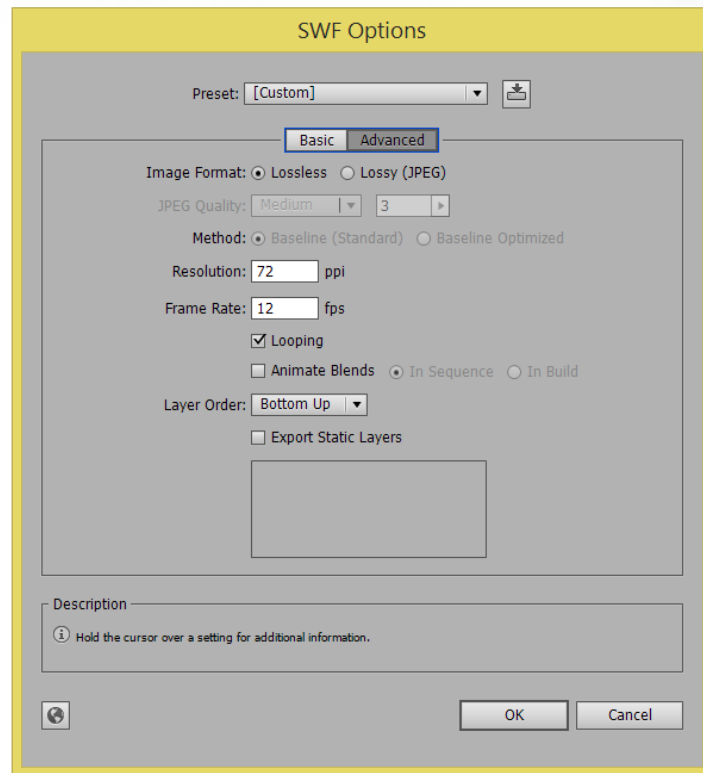 SWF Options
Preset: [Custom]
Basic Advanced
Image Format: Lossless Lossy (JPEG)
JPEG Quality: Medium 3
Method: Baseline (Standard) Baseline Optimized
Resolution: 72 ppi
Frame Rate: 12 fps
Looping
Animate Blends In Sequence In Build
Layer Order: Bottom Up
Export Static Layers
Description
Hold the cursor over a setting for additional information.
OK Cancel